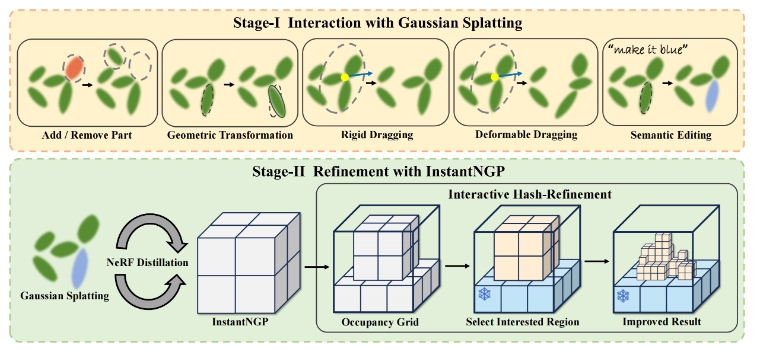 Stage-I Interaction with Gaussian Splatting
"make it blue"
Add / Remove Part
Geometric Transformation
Rigid Dragging
Deformable Dragging
Semantic Editing
Stage-II Refinement with InstantNGP
Interactive Hash-Refinement
NeRF Distillation
Gaussian Splatting
InstantNGP
Occupancy Grid
Select Interested Region
Improved Result